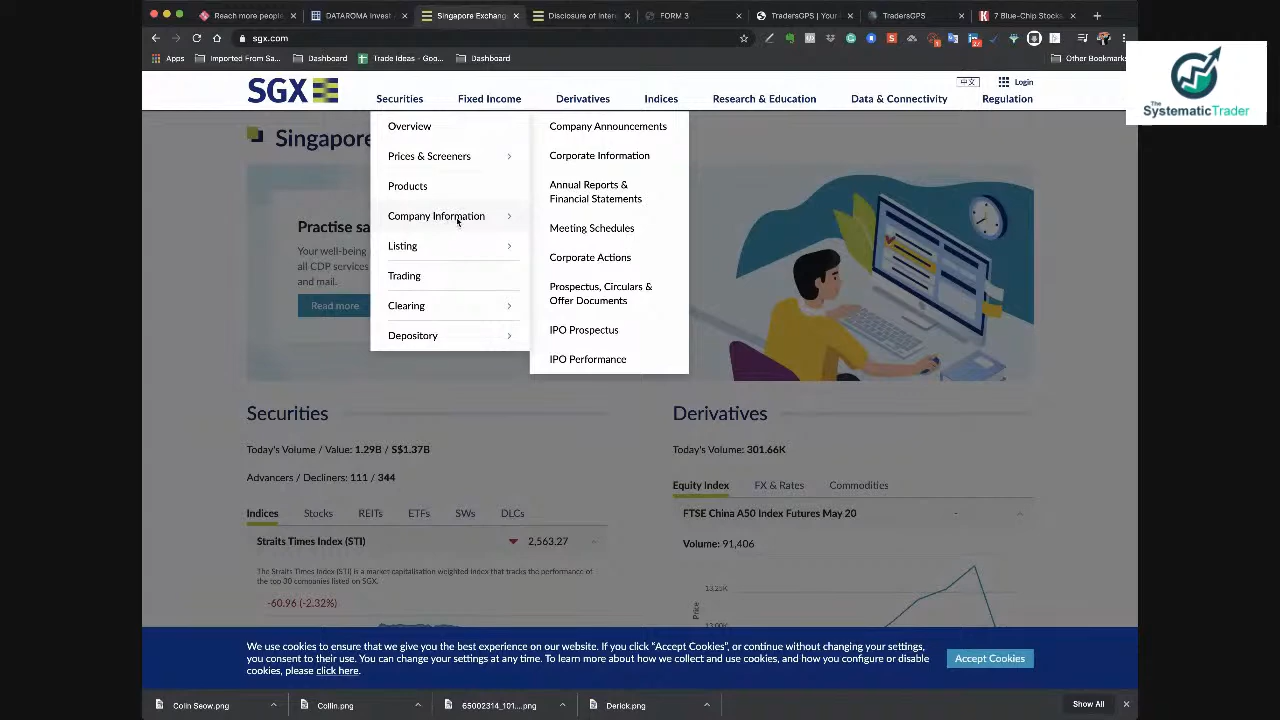 Reach more people
DATAROMA Invest
Singapore Exchang
Disclosure of Inter
FORM 3
TradersGPS | Your
TradersGPS
7 Blue-Chip Stocks
sgx.com
Apps
Imported From Sa...
Dashboard
Trade Ideas - Goo...
Dashboard
Other Bookmarks
The
SystematicTrader
SGX
中文
Login
Securities
Fixed Income
Derivatives
Indices
Research & Education
Data & Connectivity
Regulation
Singapore
Overview
Prices & Screeners
Products
Company Information
Listing
Trading
Clearing
Depository
Company Announcements
Corporate Information
Annual Reports &
Financial Statements
Meeting Schedules
Corporate Actions
Prospectus, Circulars &
Offer Documents
IPO Prospectus
IPO Performance
Practise sa
Your well-being
all CDP services
and mail.
Read more
Securities
Today's Volume / Value: 1.29B / S$1.37B
Advancers / Decliners: 111 / 344
Indices
Stocks
REITs
ETFs
SWs
DLCs
Straits Times Index (STI)
2,563.27
The Straits Times Index (STI) is a market capitalisation weighted index that tracks the performance of
the top 30 companies listed on SGX.
-60.96 (-2.32%)
Derivatives
Today's Volume: 301.66K
Equity Index
FX & Rates
Commodities
FTSE China A50 Index Futures May 20
-
Volume: 91,406
13.25K
Price
We use cookies to ensure that we give you the best experience on our website. If you click "Accept Cookies", or continue without changing your settings,
you consent to their use. You can change your settings at any time. To learn more about how we collect and use cookies, and how you configure or disable
cookies, please click here.
Accept Cookies
Colin Seow.png
Collin.png
65002314_101....png
Derick.png
Show All